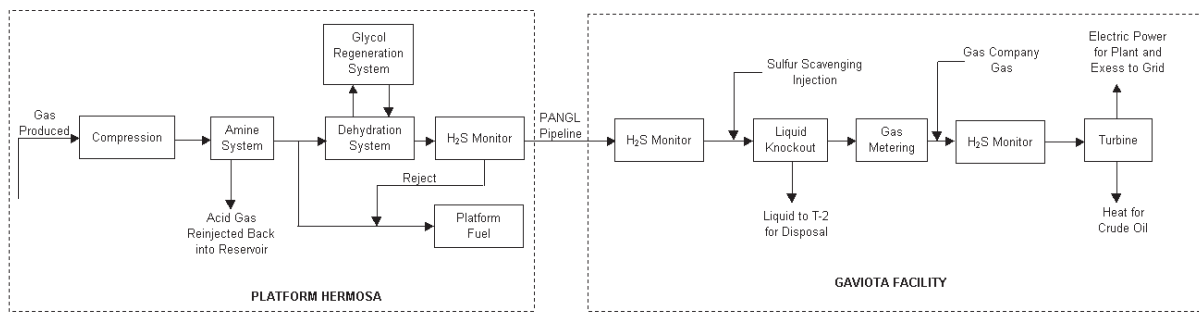 Glycol
Regeneration
System
Gas
Produced
Compression
Amine
System
Dehydration
System
H₂S Monitor
PANGL
Pipeline
Reject
Acid Gas
Reinjected Back
into Reservoir
Platform
Fuel
PLATFORM HERMOSA
Sulfur Scavenging
Injection
Gas Company
Gas
Electric Power
for Plant and
Exess to Grid
H₂S Monitor
Liquid
Knockout
Gas
Metering
H₂S Monitor
Turbine
Liquid to T-2
for Disposal
Heat for
Crude Oil
GAVIOTA FACILITY